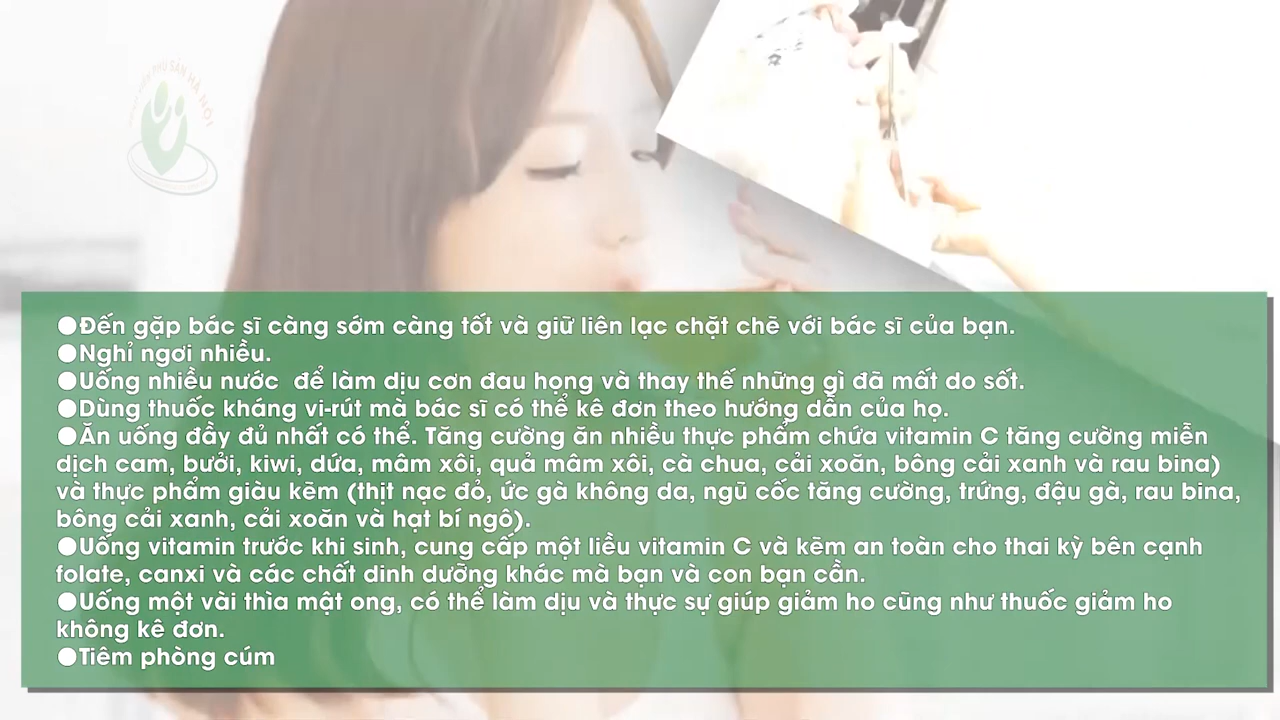 PHỤ SẢN HÀ NỘI
●Đến gặp bác sĩ càng sớm càng tốt và giữ liên lạc chặt chẽ với bác sĩ của bạn.
●Nghỉ ngơi nhiều.
●Uống nhiều nước  để làm dịu cơn đau họng và thay thế những gì đã mất do sốt.
●Dùng thuốc kháng vi-rút mà bác sĩ có thể kê đơn theo hướng dẫn của họ.
●Ăn uống đầy đủ nhất có thể. Tăng cường ăn nhiều thực phẩm chứa vitamin C tăng cường miễn
dịch cam, bưởi, kiwi, dứa, mâm xôi, quả mâm xôi, cà chua, cải xoăn, bông cải xanh và rau bina)
và thực phẩm giàu kẽm (thịt nạc đỏ, ức gà không da, ngũ cốc tăng cường, trứng, đậu gà, rau bina,
bông cải xanh, cải xoăn và hạt bí ngô).
●Uống vitamin trước khi sinh, cung cấp một liều vitamin C và kẽm an toàn cho thai kỳ bên cạnh
folate, canxi và các chất dinh dưỡng khác mà bạn và con bạn cần.
●Uống một vài thìa mật ong, có thể làm dịu và thực sự giúp giảm ho cũng như thuốc giảm ho
không kê đơn.
●Tiêm phòng cúm